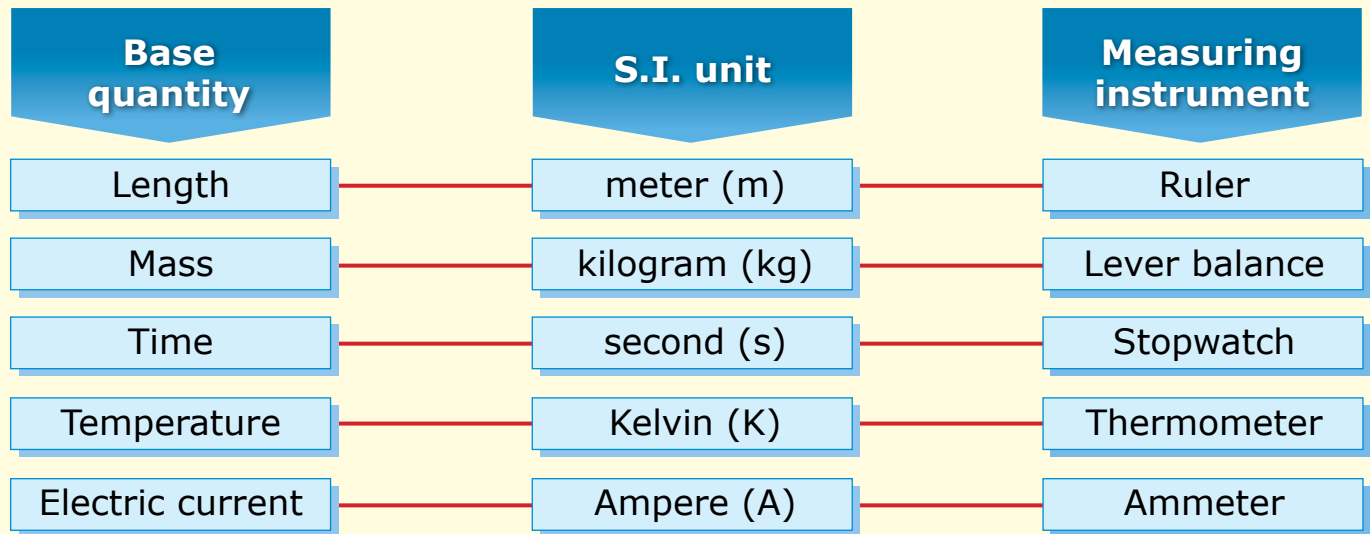 Base
quantity
S.I. unit
Measuring
instrument
Length
meter (m)
Ruler
Mass
kilogram (kg)
Lever balance
Time
second (s)
Stopwatch
Temperature
Kelvin (K)
Thermometer
Electric current
Ampere (A)
Ammeter